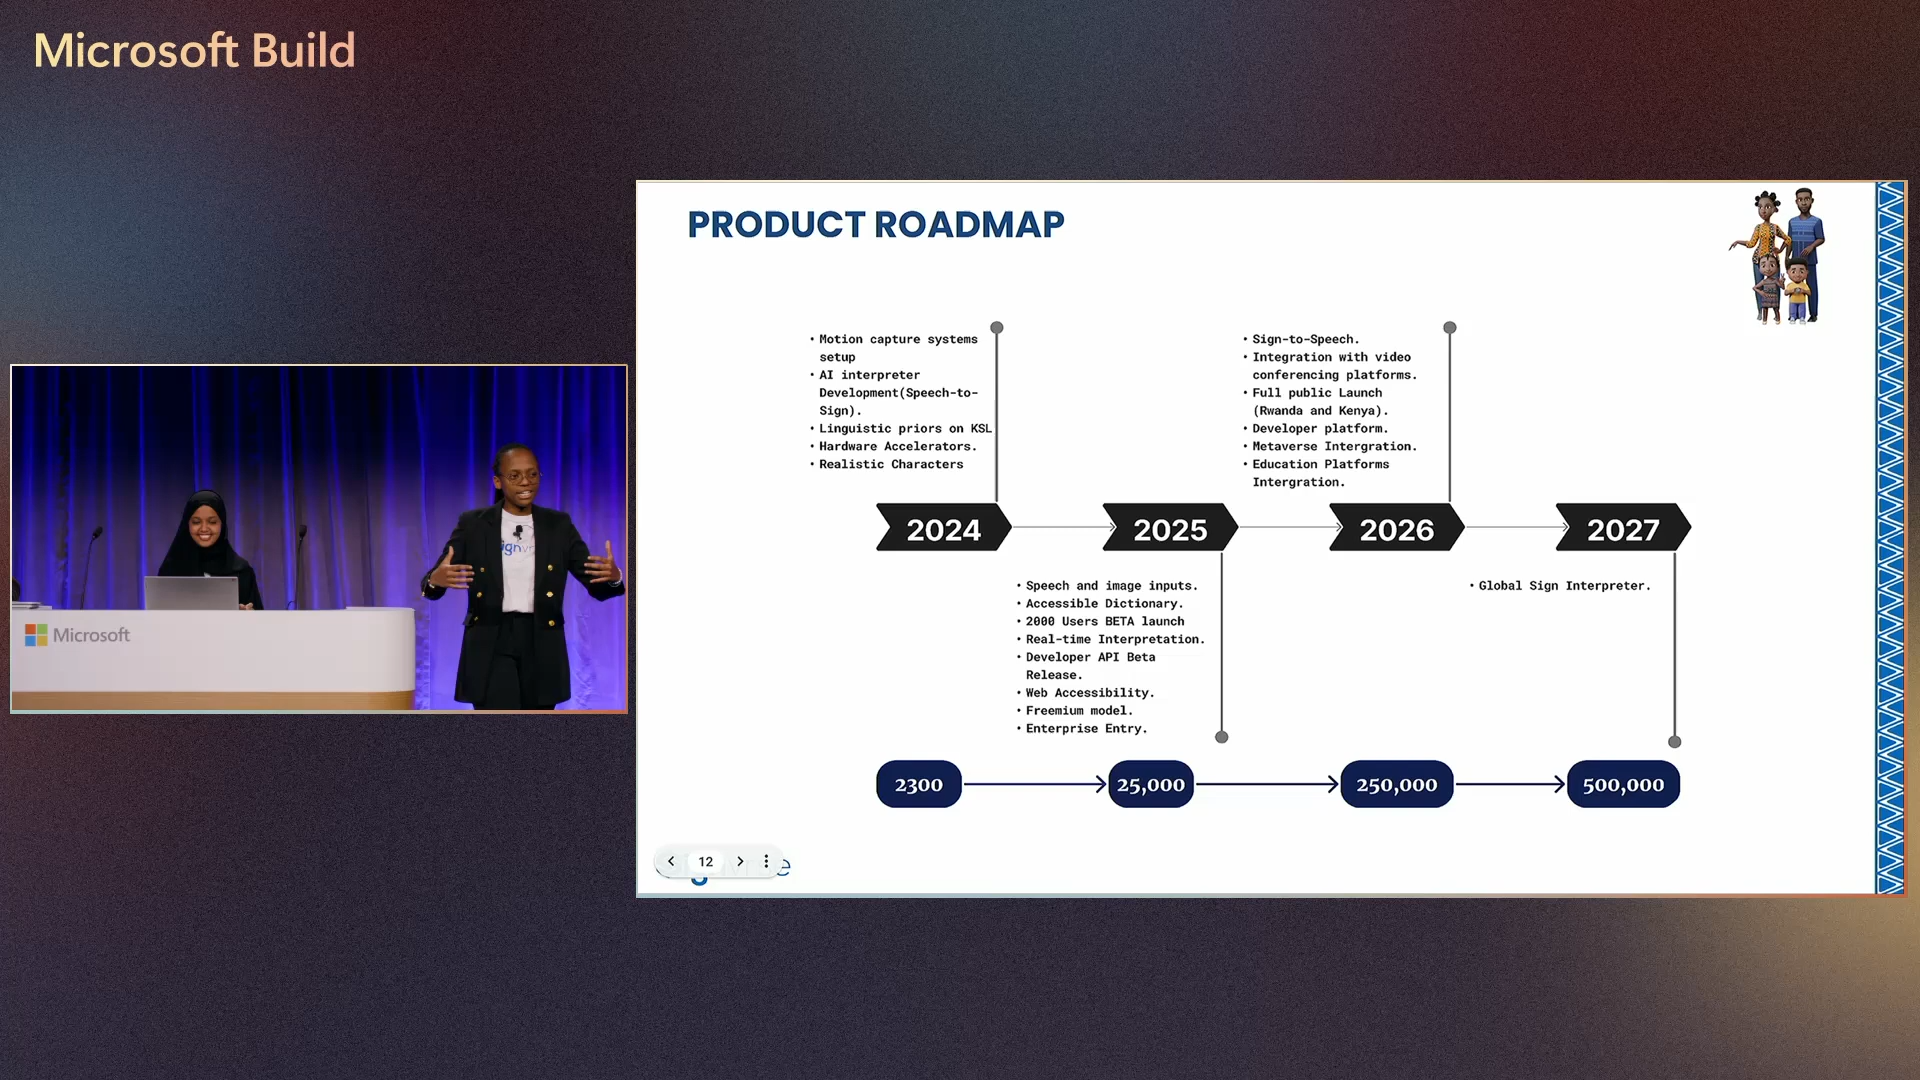 Microsoft Build
PRODUCT ROADMAP
• Motion capture systems
setup
• AI interpreter
Development(Speech-to-
Sign).
• Linguistic priors on KSL
• Hardware Accelerators.
• Realistic Characters
• Sign-to-Speech.
• Integration with video
conferencing platforms.
• Full public Launch
(Rwanda and Kenya).
• Developer platform.
• Metaverse Intergration.
• Education Platforms
Intergration.
2024
2025
2026
2027
• Speech and image inputs.
• Accessible Dictionary.
• 2000 Users BETA launch
• Real-time Interpretation.
• Developer API Beta
Release.
• Web Accessibility.
• Freemium model.
• Enterprise Entry.
• Global Sign Interpreter.
2300
25,000
250,000
500,000
12
Microsoft